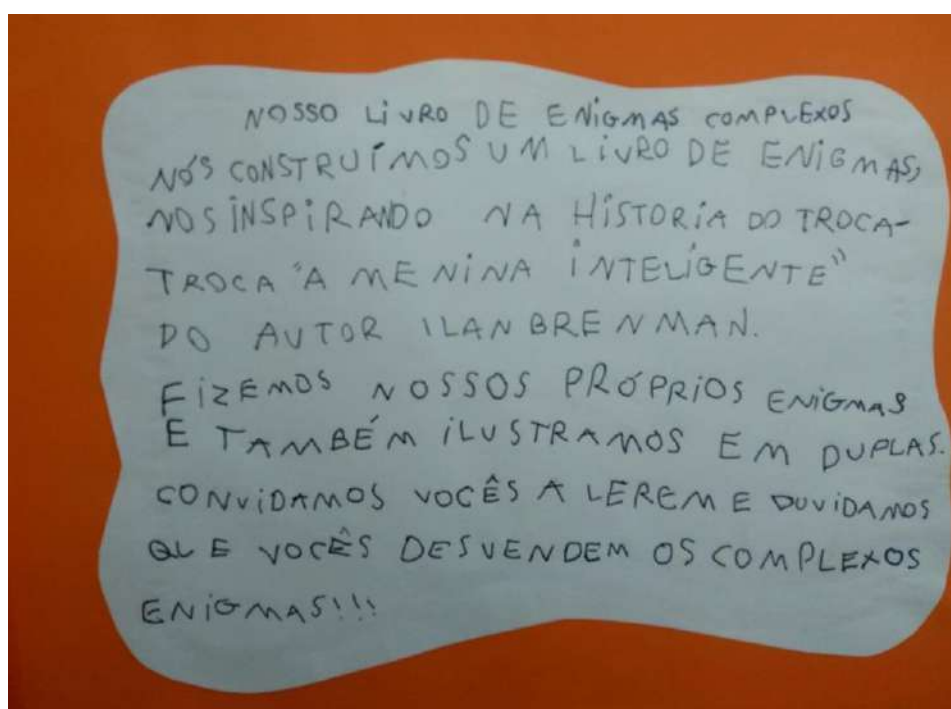 NOSSO LiVRO DE ENiGMAS COMPLEXOS
NÓS CONSTRUÍMOS UM LiVRO DE ENiGMAS,
NOS iNSPiRANDO NA HiSTORiA DO TROCA-
TROCA "A MENiNA iNTELiGENTE"
DO AUTOR ILAN BRENMAN.
FiZEMOS NOSSOS PRÓPRiOS ENiGMAS
E TAMBÉM iLUSTRAMOS EM DUPLAS.
CONViDAMOS VOCÊS A LEREM E DUViDAMOS
QUE VOCÊS DESVENDEM OS COMPLEXOS
ENiGMAS!!!